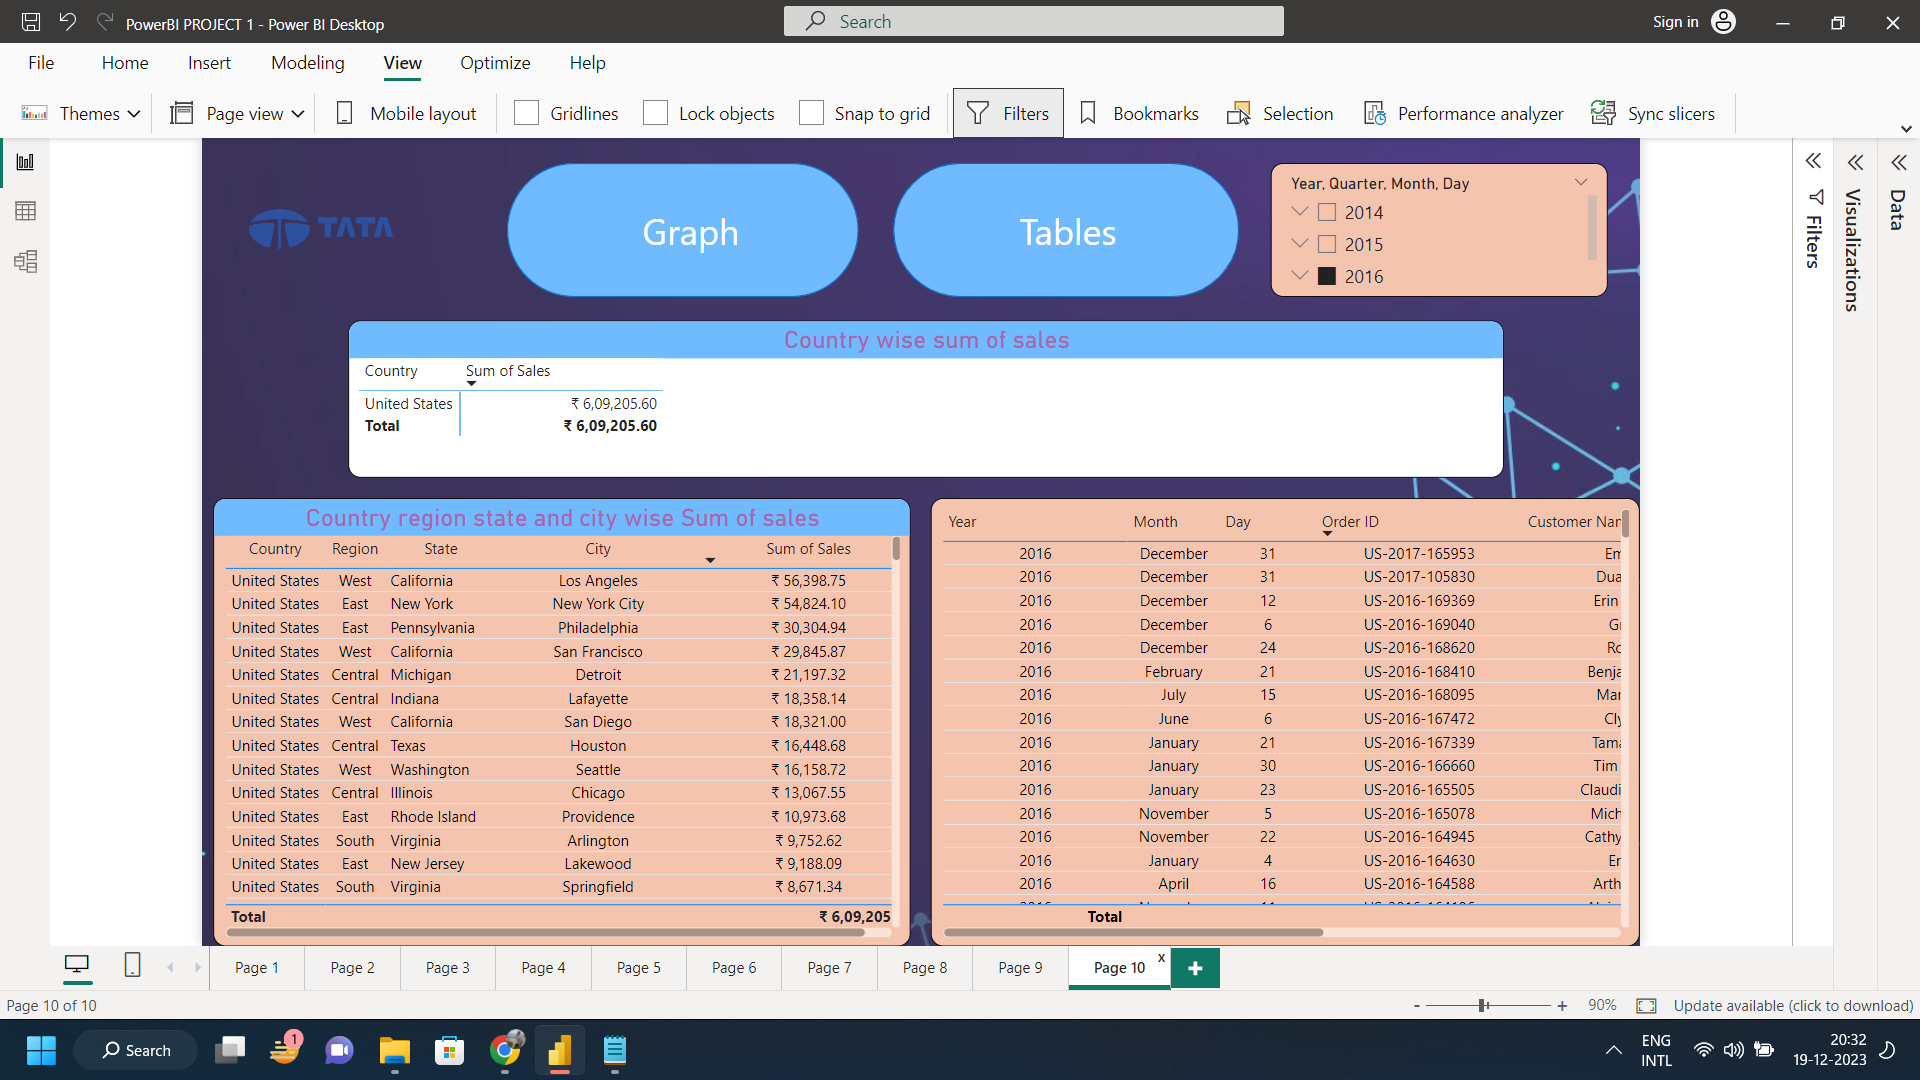 PowerBI PROJECT 1 - Power BI Desktop
Search
Sign in
File Home Insert Modeling View Optimize Help
Themes Page view Mobile layout Gridlines Lock objects Snap to grid Filters Bookmarks Selection Performance analyzer Sync slicers
TATA
Graph
Tables
Year, Quarter, Month, Day
2014
2015
2016
Filters
Visualizations
Data
Country wise sum of sales
Country Sum of Sales
United States ₹ 6,09,205.60
Total ₹ 6,09,205.60
Country region state and city wise Sum of sales
Country Region State City Sum of Sales
United States West California Los Angeles ₹ 56,398.75
United States East New York New York City ₹ 54,824.10
United States East Pennsylvania Philadelphia ₹ 30,304.94
United States West California San Francisco ₹ 29,845.87
United States Central Michigan Detroit ₹ 21,197.32
United States Central Indiana Lafayette ₹ 18,358.14
United States West California San Diego ₹ 18,321.00
United States Central Texas Houston ₹ 16,448.68
United States West Washington Seattle ₹ 16,158.72
United States Central Illinois Chicago ₹ 13,067.55
United States East Rhode Island Providence ₹ 10,973.68
United States South Virginia Arlington ₹ 9,752.62
United States East New Jersey Lakewood ₹ 9,188.09
United States South Virginia Springfield ₹ 8,671.34
Total ₹ 6,09,205
Year Month Day Order ID Customer Nar
2016 December 31 US-2017-165953 Em
2016 December 31 US-2017-105830 Dua
2016 December 12 US-2016-169369 Erin
2016 December 6 US-2016-169040 Gi
2016 December 24 US-2016-168620 Ro
2016 February 21 US-2016-168410 Benja
2016 July 15 US-2016-168095 Mar
2016 June 6 US-2016-167472 Cly
2016 January 21 US-2016-167339 Tama
2016 January 30 US-2016-166660 Tim
2016 January 23 US-2016-165505 Claudi
2016 November 5 US-2016-165078 Mich
2016 November 22 US-2016-164945 Cathy
2016 January 4 US-2016-164630 Er
2016 April 16 US-2016-164588 Arth
Total
Page 1 Page 2 Page 3 Page 4 Page 5 Page 6 Page 7 Page 8 Page 9 Page 10 x +
Page 10 of 10
- + 90% Update available (click to download)
Search
1
ENG
INTL
20:32
19-12-2023